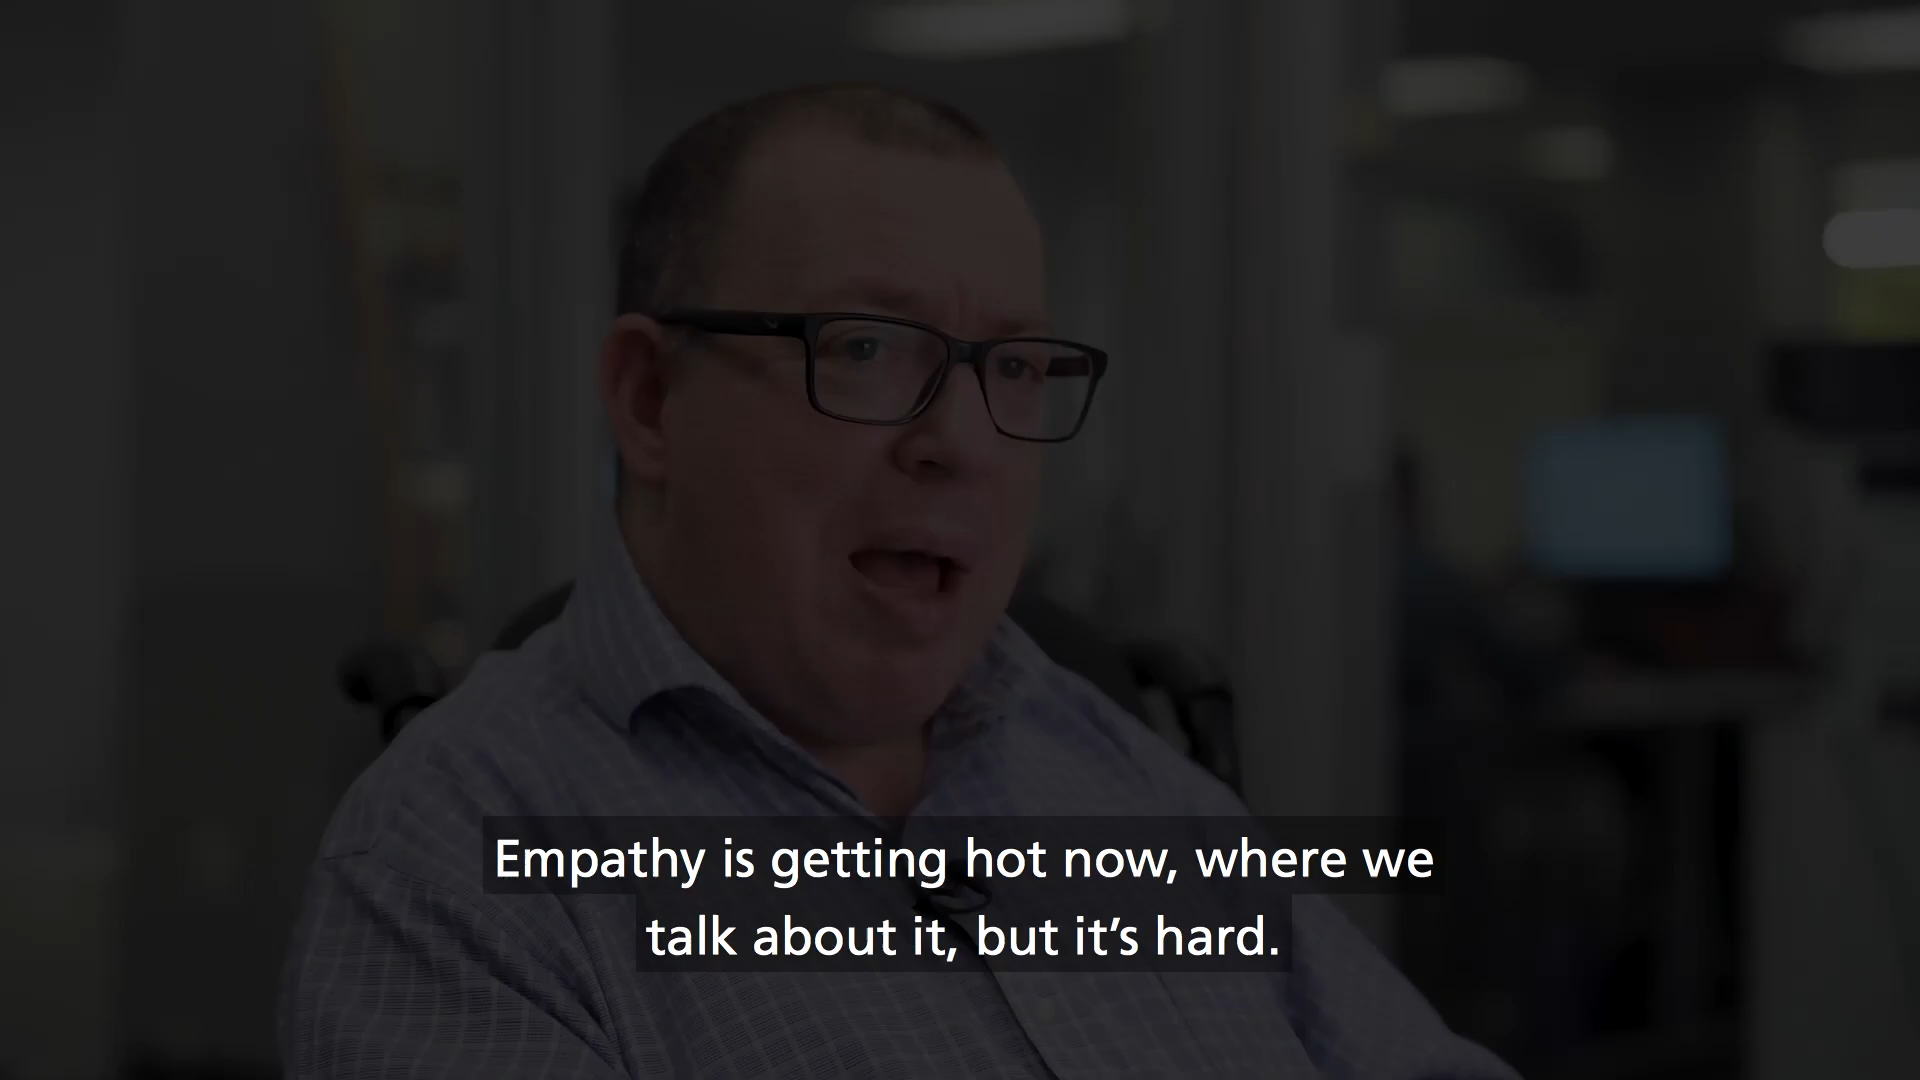 Empathy is getting hot now, where we
talk about it, but it’s hard.